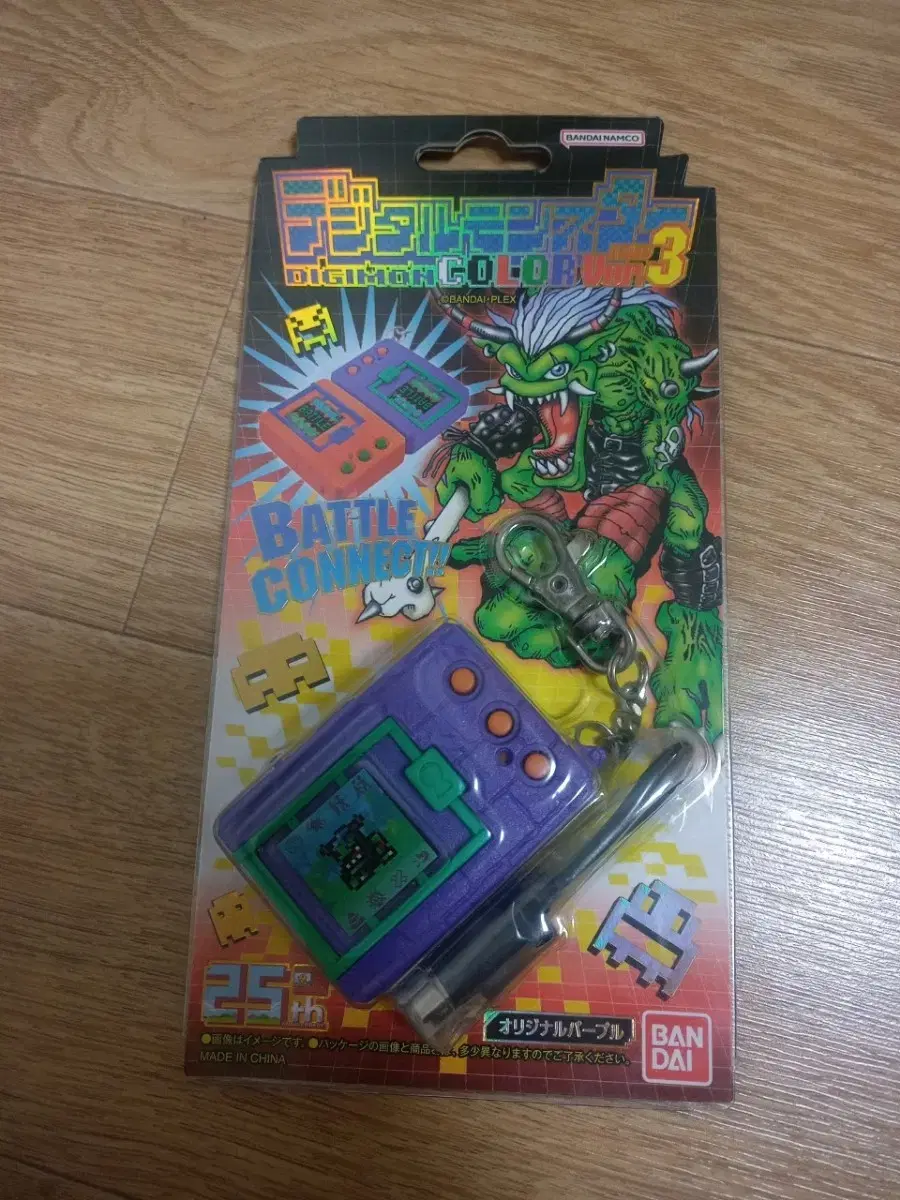 BANDAI NAMCO
デジタルモンスター
DIGIMON COLOR Ver.3
©BANDAI・PLEX
BATTLE
CONNECT!!
25th
オリジナルパープル
BAN
DAI
●画像はイメージです。●パッケージの画像と商品とは、多少異なりますのでご了承ください。
MADE IN CHINA